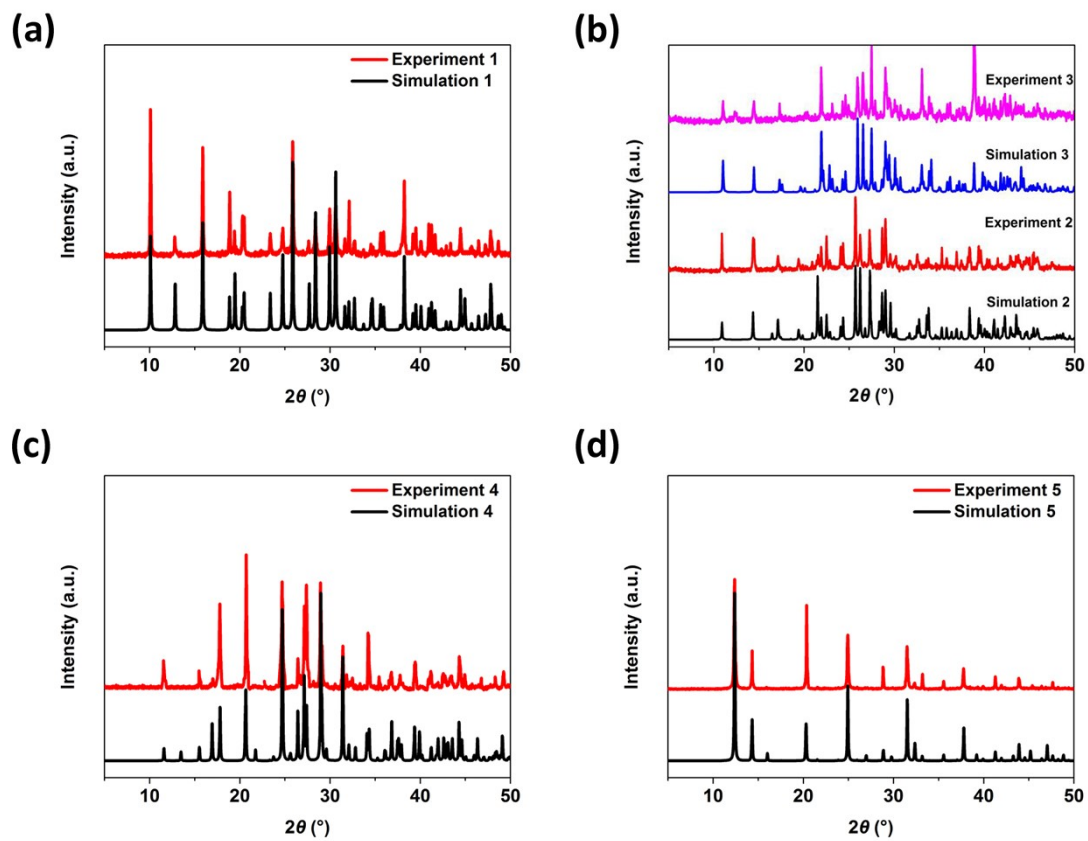 (a)
Experiment 1
Simulation 1
Intensity (a.u.)
10 20 30 40 50
2θ (°)
(b)
Experiment 3
Simulation 3
Experiment 2
Simulation 2
Intensity (a.u.)
10 20 30 40 50
2θ (°)
(c)
Experiment 4
Simulation 4
Intensity (a.u.)
10 20 30 40 50
2θ (°)
(d)
Experiment 5
Simulation 5
Intensity (a.u.)
10 20 30 40 50
2θ (°)